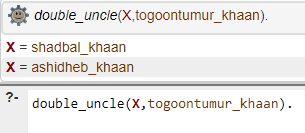 double_uncle(X,togoontumur_khaan).
X = shadbal_khaan
X = ashidheb_khaan
?- double_uncle(X,togoontumur_khaan).